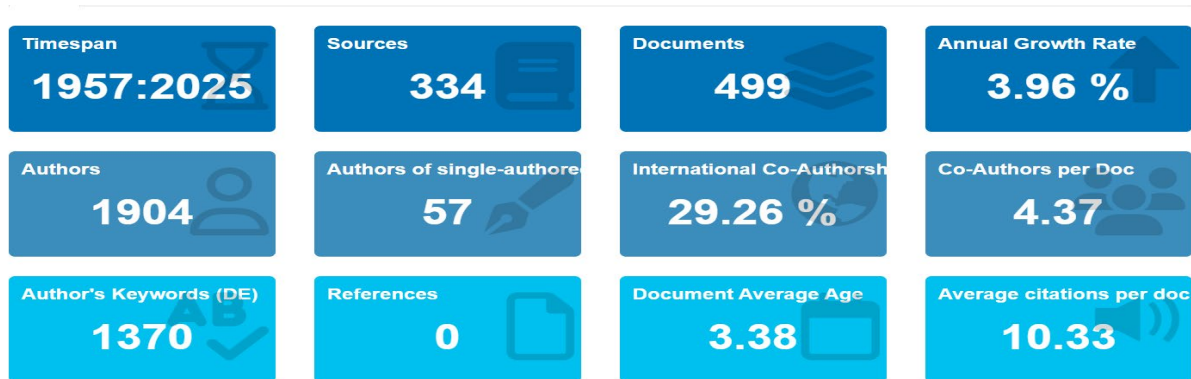 Timespan
1957:2025
Sources
334
Documents
499
Annual Growth Rate
3.96 %
Authors
1904
Authors of single-authore
57
International Co-Authorsh
29.26 %
Co-Authors per Doc
4.37
Author's Keywords (DE)
1370
References
0
Document Average Age
3.38
Average citations per doc
10.33
AB